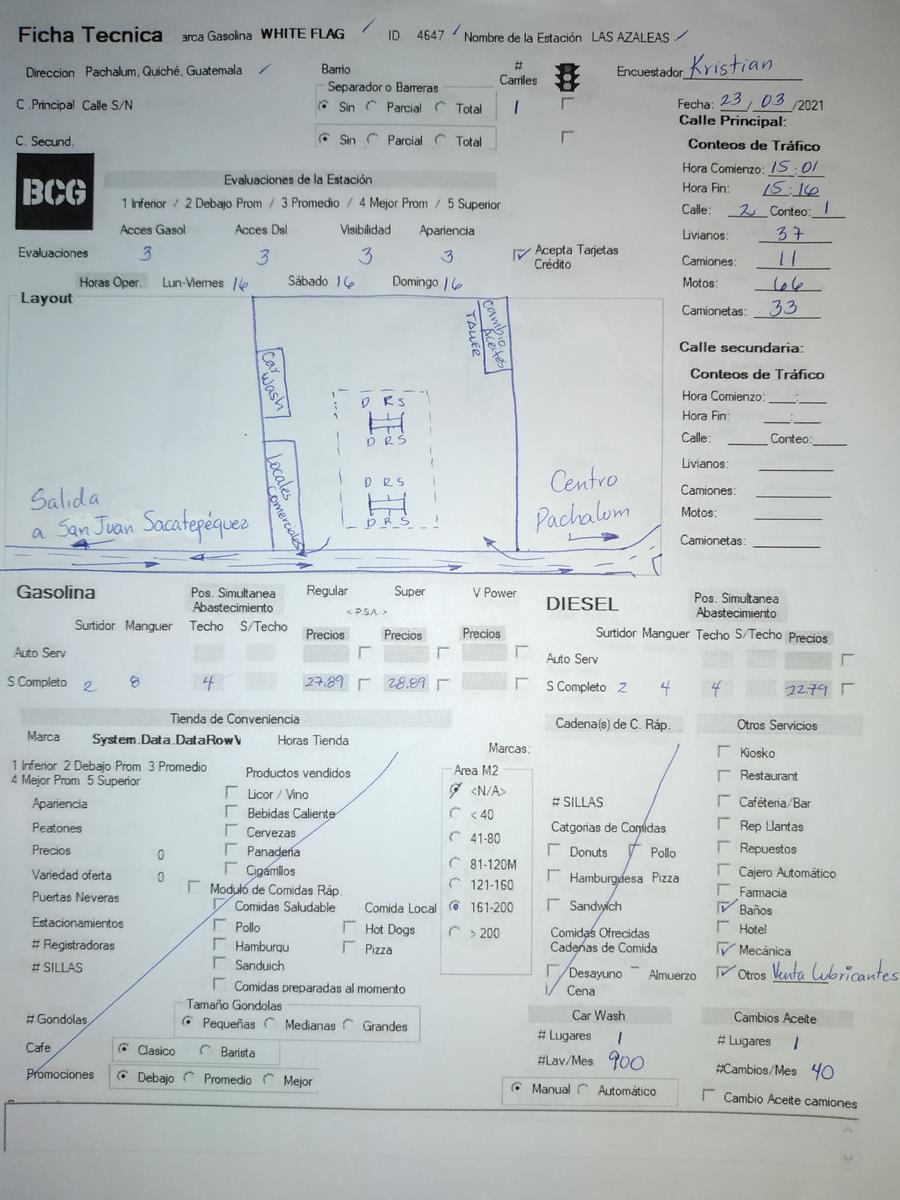 Ficha Tecnica arca Gasolina WHITE FLAG ID 4647 Nombre de la Estación LAS AZALEAS
Direccion Pachalum, Quiché, Guatemala Barrio # Carriles Encuestador Kristian
Separador o Barreras
C .Principal Calle S/N Sin Parcial Total 1 Fecha: 23 / 03 /2021
C. Secund. Sin Parcial Total
Calle Principal:
Conteos de Tráfico
Hora Comienzo: 15:01
Hora Fin: 15:16
Calle: 2 Conteo: 1
Livianos: 37
Camiones: 11
Motos: 66
Camionetas: 33
Calle secundaria:
Conteos de Tráfico
Hora Comienzo: __:__
Hora Fin: :
Calle: Conteo:
Livianos:
Camiones:
Motos:
Camionetas:
BCG
Evaluaciones de la Estación
1 Inferior / 2 Debajo Prom / 3 Promedio / 4 Mejor Prom / 5 Superior
Acces Gasol Acces Dsl Visibilidad Apariencia
Evaluaciones 3 3 3 3 Acepta Tarjetas Crédito
Horas Oper. Lun-Viernes 16 Sábado 16 Domingo 16
Layout
Cambio Aceites
TALLER
Car Wash
D R S
D R S
Locales Comerciales
D R S
D R S
Salida
a San Juan Sacatepéquez
Centro
Pachalum
Gasolina Pos. Simultanea Abastecimiento Regular Super V Power
< P.S.A >
Surtidor Manguer Techo S/Techo Precios Precios Precios
Auto Serv
S Completo 2 8 4 27.89 28.89
DIESEL Pos. Simultanea Abastecimiento
Surtidor Manguer Techo S/Techo Precios
Auto Serv
S Completo 2 4 4 22.79
Tienda de Conveniencia
Marca System.Data.DataRowV Horas Tienda
1 Inferior 2 Debajo Prom 3 Promedio
4 Mejor Prom 5 Superior
Apariencia
Peatones
Precios 0
Variedad oferta 0
Puertas Neveras
Estacionamientos
# Registradoras
# SILLAS
# Gondolas
Cafe Clasico Barista
Promociones Debajo Promedio Mejor
Productos vendidos
Licor / Vino
Bebidas Caliente
Cervezas
Panaderia
Cigarrillos
Modulo de Comidas Ráp.
Comidas Saludable Comida Local
Pollo Hot Dogs
Hamburqu Pizza
Sanduich
Comidas preparadas al momento
Tamaño Gondolas
Pequeñas Medianas Grandes
Marcas:
Area M2
<N/A>
< 40
41-80
81-120M
121-160
161-200
> 200
Cadena(s) de C. Ráp.
# SILLAS
Catgorias de Comidas
Donuts Pollo
Hamburguesa Pizza
Sandwich
Comidas Ofrecidas
Cadenas de Comida
Desayuno Almuerzo
Cena
Otros Servicios
Kiosko
Restaurant
Caféteria/Bar
Rep Llantas
Repuestos
Cajero Automático
Farmacia
Baños
Hotel
Mecánica
Otros Venta Lubricantes
Car Wash
# Lugares 1
#Lav/Mes 900
Manual Automático
Cambios Aceite
# Lugares 1
#Cambios/Mes 40
Cambio Aceite camiones